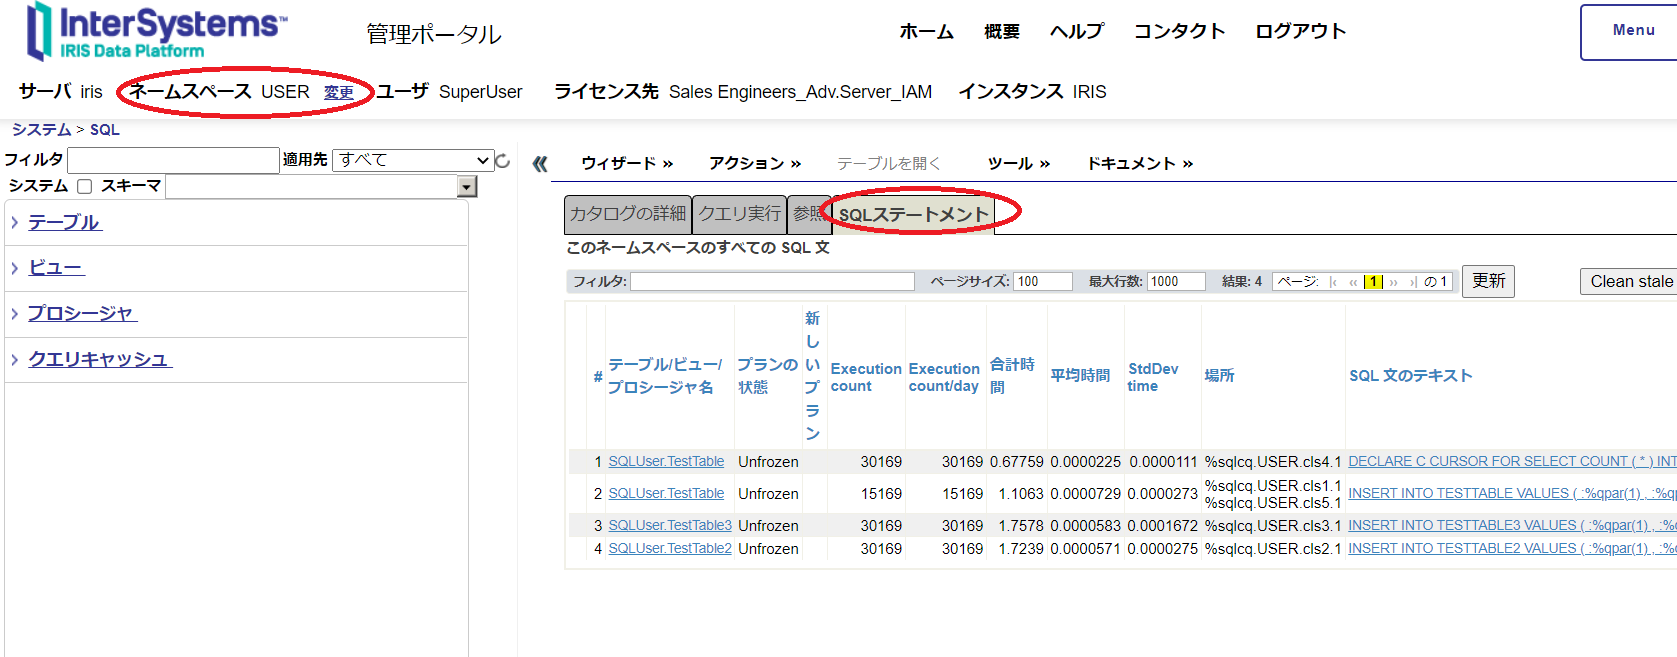 InterSystems™
IRIS Data Platform
管理ポータル
ホーム 概要 ヘルプ コンタクト ログアウト
Menu
サーバ iris ネームスペース USER 変更 ユーザ SuperUser ライセンス先 Sales Engineers_Adv.Server_IAM インスタンス IRIS
システム > SQL
フィルタ 適用先 すべて
システム スキーマ
テーブル
ビュー
プロシージャ
クエリキャッシュ
« ウィザード » アクション » テーブルを開く ツール » ドキュメント »
カタログの詳細 クエリ実行 参照 SQLステートメント
このネームスペースのすべての SQL 文
フィルタ: ページサイズ: 100 最大行数: 1000 結果: 4 ページ: |‹ ‹‹ 1 ›› ›| の 1 更新 Clean stale
# テーブル/ビュー/プロシージャ名 プランの状態 新しいプラン Execution count Execution count/day 合計時間 平均時間 StdDev time 場所 SQL 文のテキスト
1 SQLUser.TestTable Unfrozen 30169 30169 0.67759 0.0000225 0.0000111 %sqlcq.USER.cls4.1 DECLARE C CURSOR FOR SELECT COUNT ( * ) INT
2 SQLUser.TestTable Unfrozen 15169 15169 1.1063 0.0000729 0.0000273 %sqlcq.USER.cls1.1 %sqlcq.USER.cls5.1 INSERT INTO TESTTABLE VALUES ( :%qpar(1) , :%qp
3 SQLUser.TestTable3 Unfrozen 30169 30169 1.7578 0.0000583 0.0001672 %sqlcq.USER.cls3.1 INSERT INTO TESTTABLE3 VALUES ( :%qpar(1) , :%
4 SQLUser.TestTable2 Unfrozen 30169 30169 1.7239 0.0000571 0.0000275 %sqlcq.USER.cls2.1 INSERT INTO TESTTABLE2 VALUES ( :%qpar(1) , :%